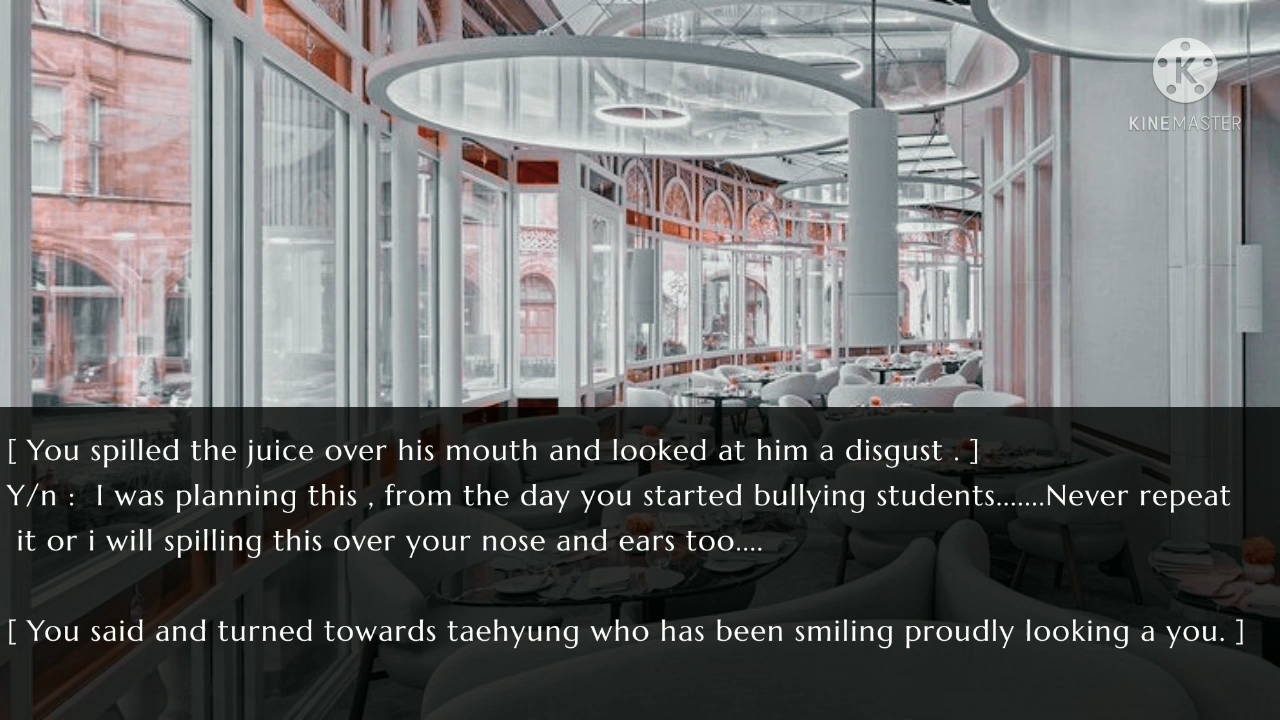 KINEMASTER
[ You spilled the juice over his mouth and looked at him a disgust . ]
Y/n :  I was planning this , from the day you started bullying students.......Never repeat
it or i will spilling this over your nose and ears too....
[ You said and turned towards taehyung who has been smiling proudly looking a you. ]